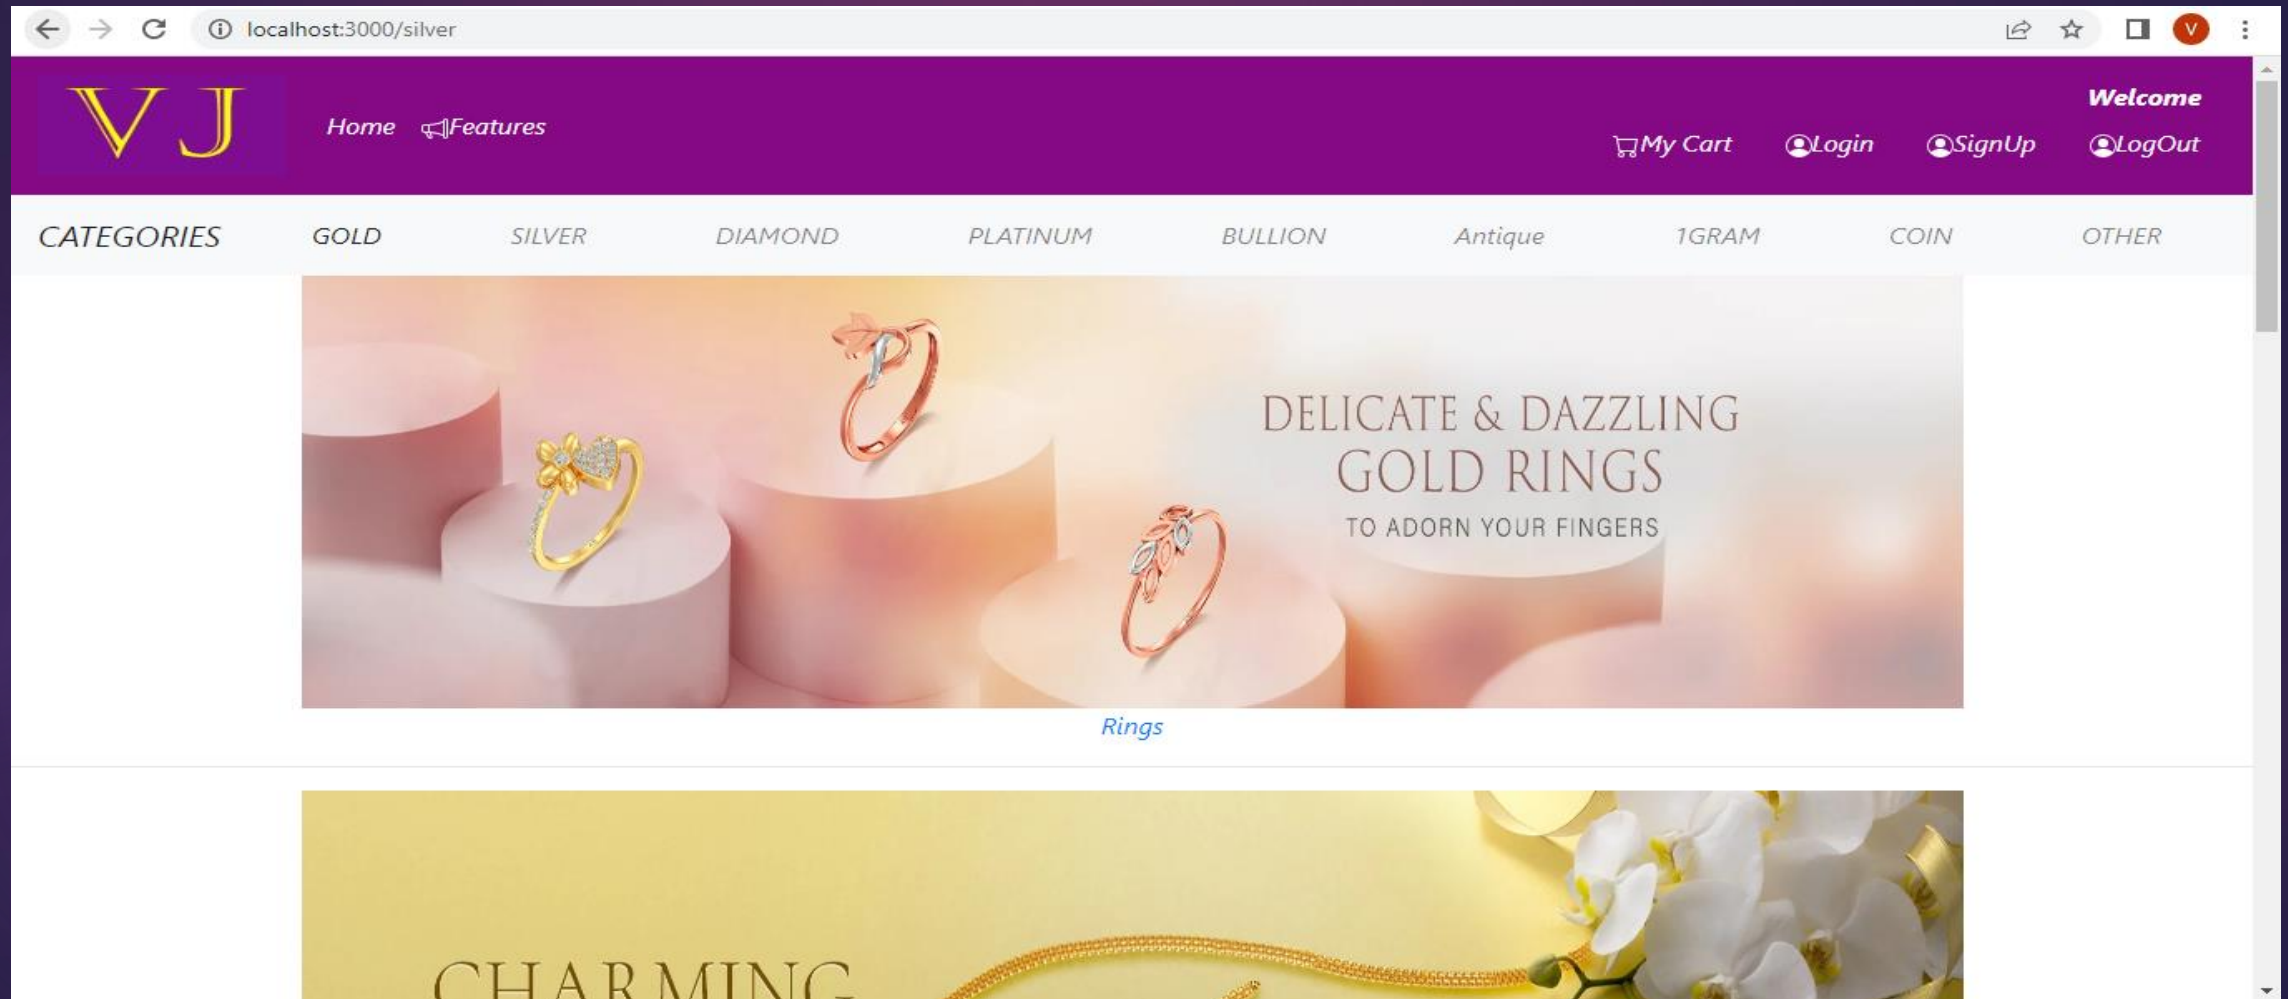 localhost:3000/silver
V
VJ
Home Features
Welcome
My Cart Login SignUp LogOut
CATEGORIES GOLD SILVER DIAMOND PLATINUM BULLION Antique 1GRAM COIN OTHER
DELICATE & DAZZLING
GOLD RINGS
TO ADORN YOUR FINGERS
Rings
CHARMING